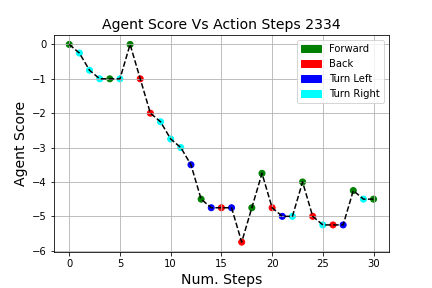 Agent Score Vs Action Steps 2334
Forward
Back
Turn Left
Turn Right
Agent Score
0
−1
−2
−3
−4
−5
−6
0 5 10 15 20 25 30
Num. Steps